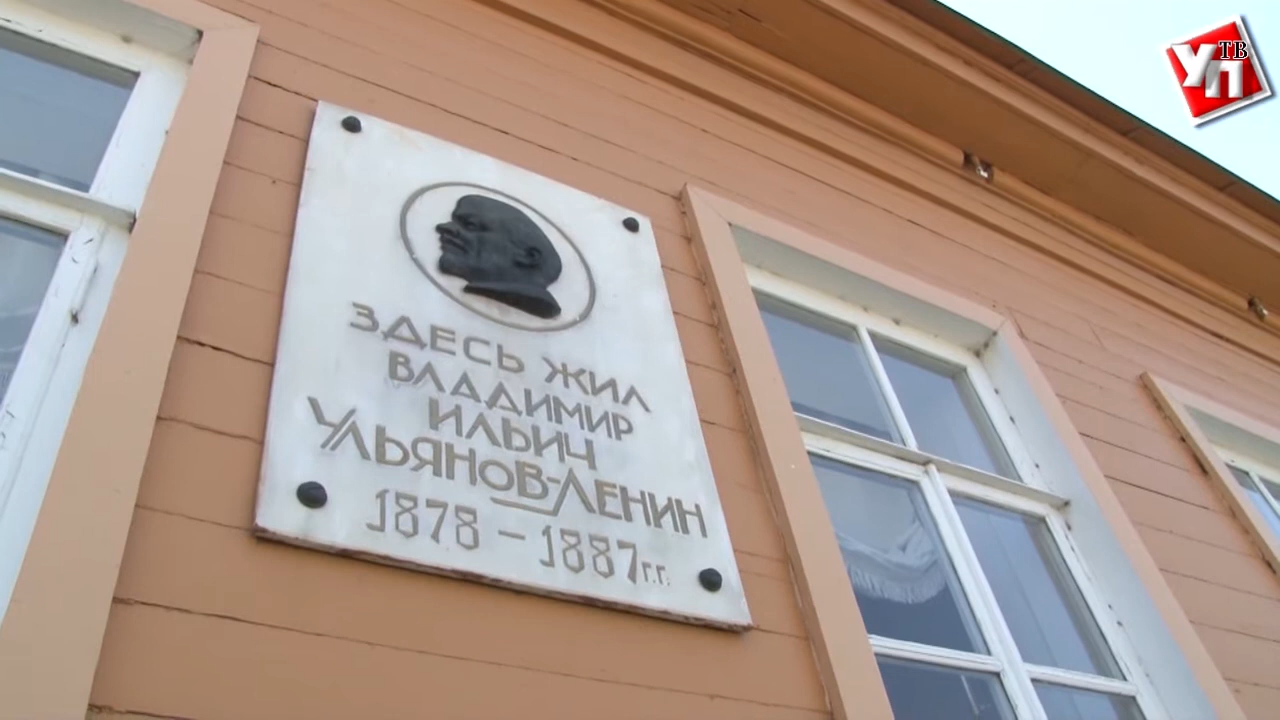 ЗДЕСЬ ЖИЛ
ВЛАДИМИР
ИЛЬИЧ
УЛЬЯНОВ-ЛЕНИН
1878 - 1887 г.г.
УП ТВ